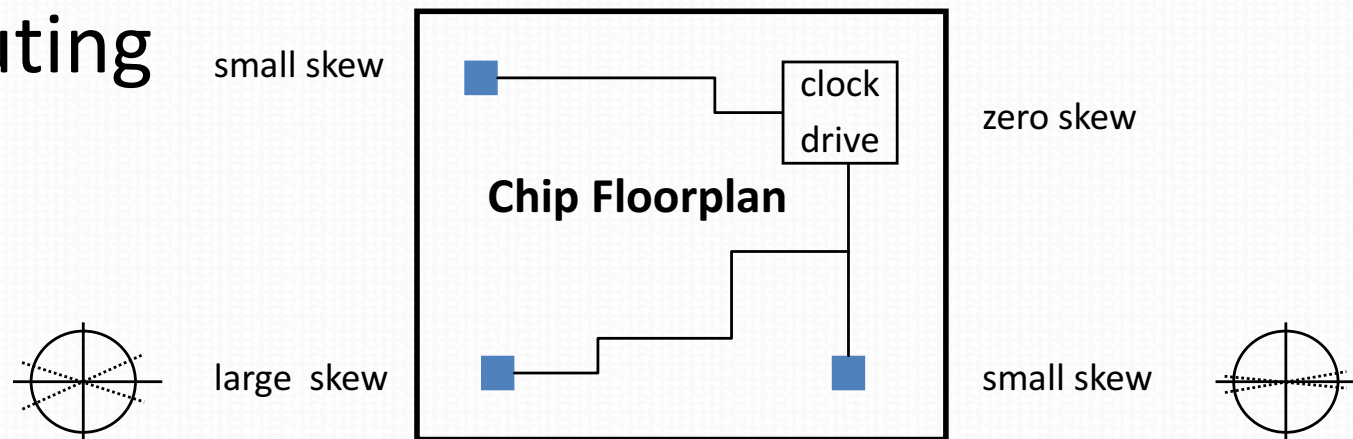 uting
small skew
clock
drive
zero skew
Chip Floorplan
large skew
small skew